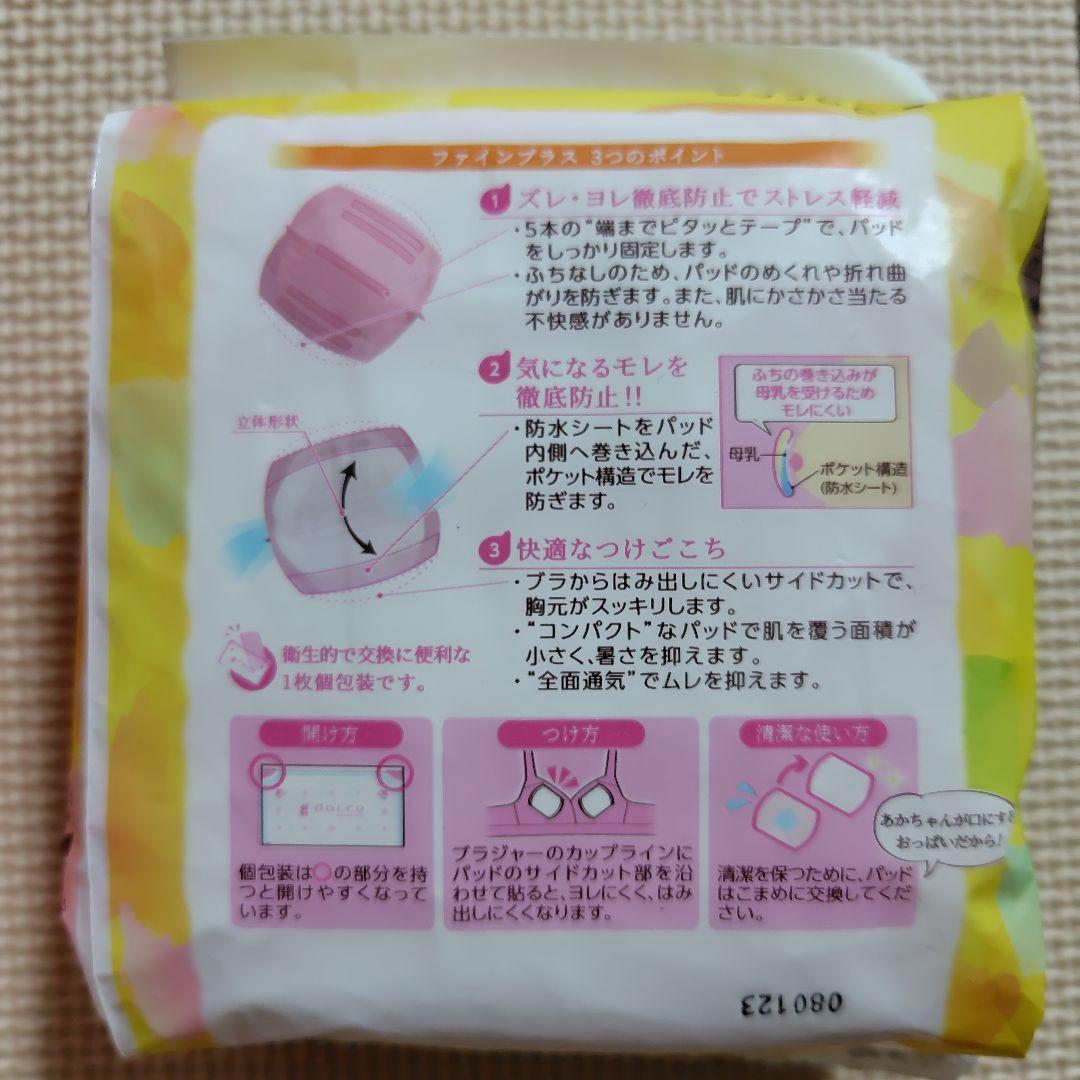 ファインプラス 3つのポイント
1 ズレ・ヨレ徹底防止でストレス軽減
・5本の“端までピタッとテープ”で、パッド
をしっかり固定します。
・ふちなしのため、パッドのめくれや折れ曲
がりを防ぎます。また、肌にかさかさ当たる
不快感がありません。
2 気になるモレを
徹底防止!!
・防水シートをパッド
内側へ巻き込んだ、
ポケット構造でモレを
防ぎます。
ふちの巻き込みが
母乳を受けるため
モレにくい
母乳
ポケット構造
(防水シート)
立体形状
3 快適なつけごこち
・ブラからはみ出しにくいサイドカットで、
胸元がスッキリします。
・“コンパクト”なパッドで肌を覆う面積が
小さく、暑さを抑えます。
・“全面通気”でムレを抑えます。
衛生的で交換に便利な
1枚個包装です。
開け方
dacco
個包装は○の部分を持
つと開けやすくなって
います。
つけ方
ブラジャーのカップラインに
パッドのサイドカット部を沿
わせて貼ると、ヨレにくく、はみ
出しにくくなります。
清潔な使い方
あかちゃんが口にする
おっぱいだから!
清潔を保つために、パッド
はこまめに交換してくだ
さい。
080123